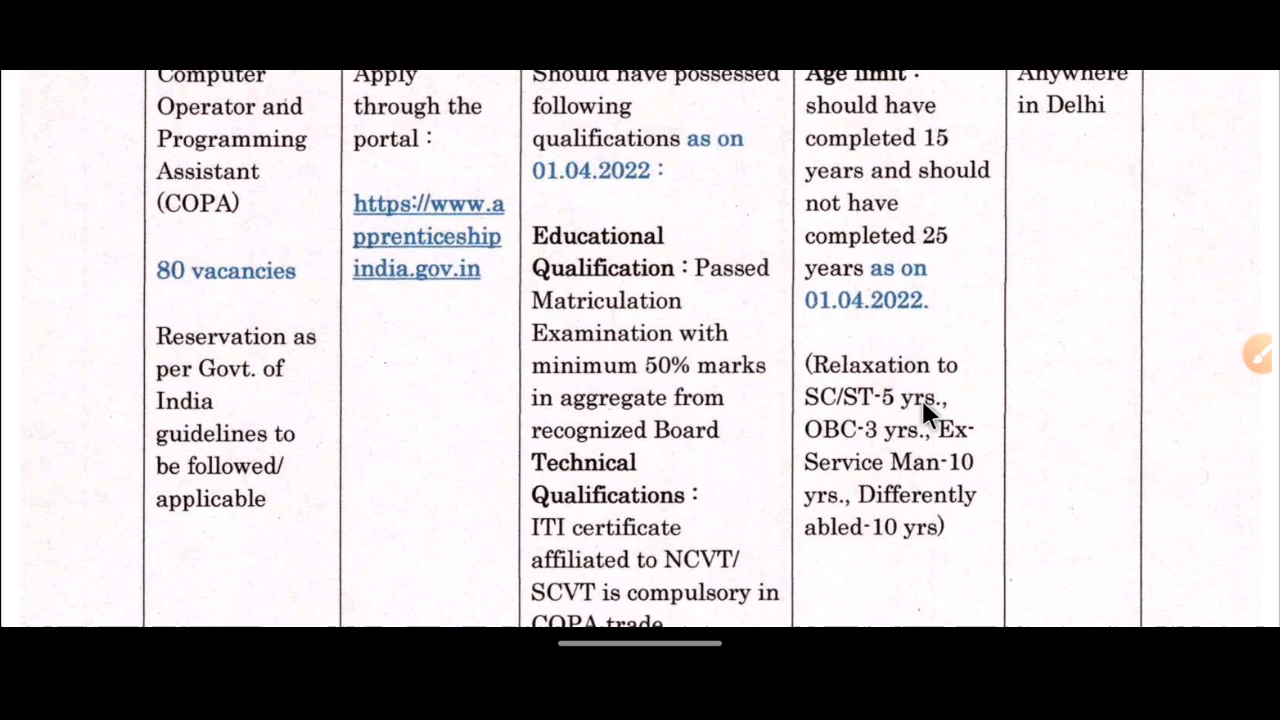 Computer
Operator and
Programming
Assistant
(COPA)
80 vacancies
Reservation as
per Govt. of
India
guidelines to
be followed/
applicable
Apply
through the
portal :
https://www.a
pprenticeship
india.gov.in
Should have possessed
following
qualifications as on
01.04.2022 :
Educational
Qualification : Passed
Matriculation
Examination with
minimum 50% marks
in aggregate from
recognized Board
Technical
Qualifications :
ITI certificate
affiliated to NCVT/
SCVT is compulsory in
COPA trade
Age limit :
should have
completed 15
years and should
not have
completed 25
years as on
01.04.2022.
(Relaxation to
SC/ST-5 yrs.,
OBC-3 yrs., Ex-
Service Man-10
yrs., Differently
abled-10 yrs)
Anywhere
in Delhi